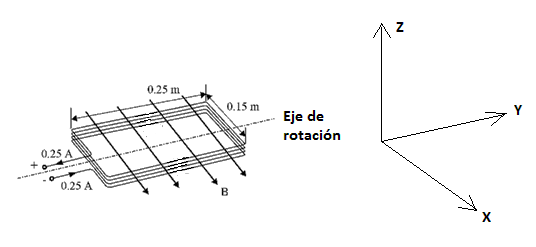 0.25 m
0.15 m
Eje de
rotación
0.25 A
+
-
0.25 A
B
Z
Y
X